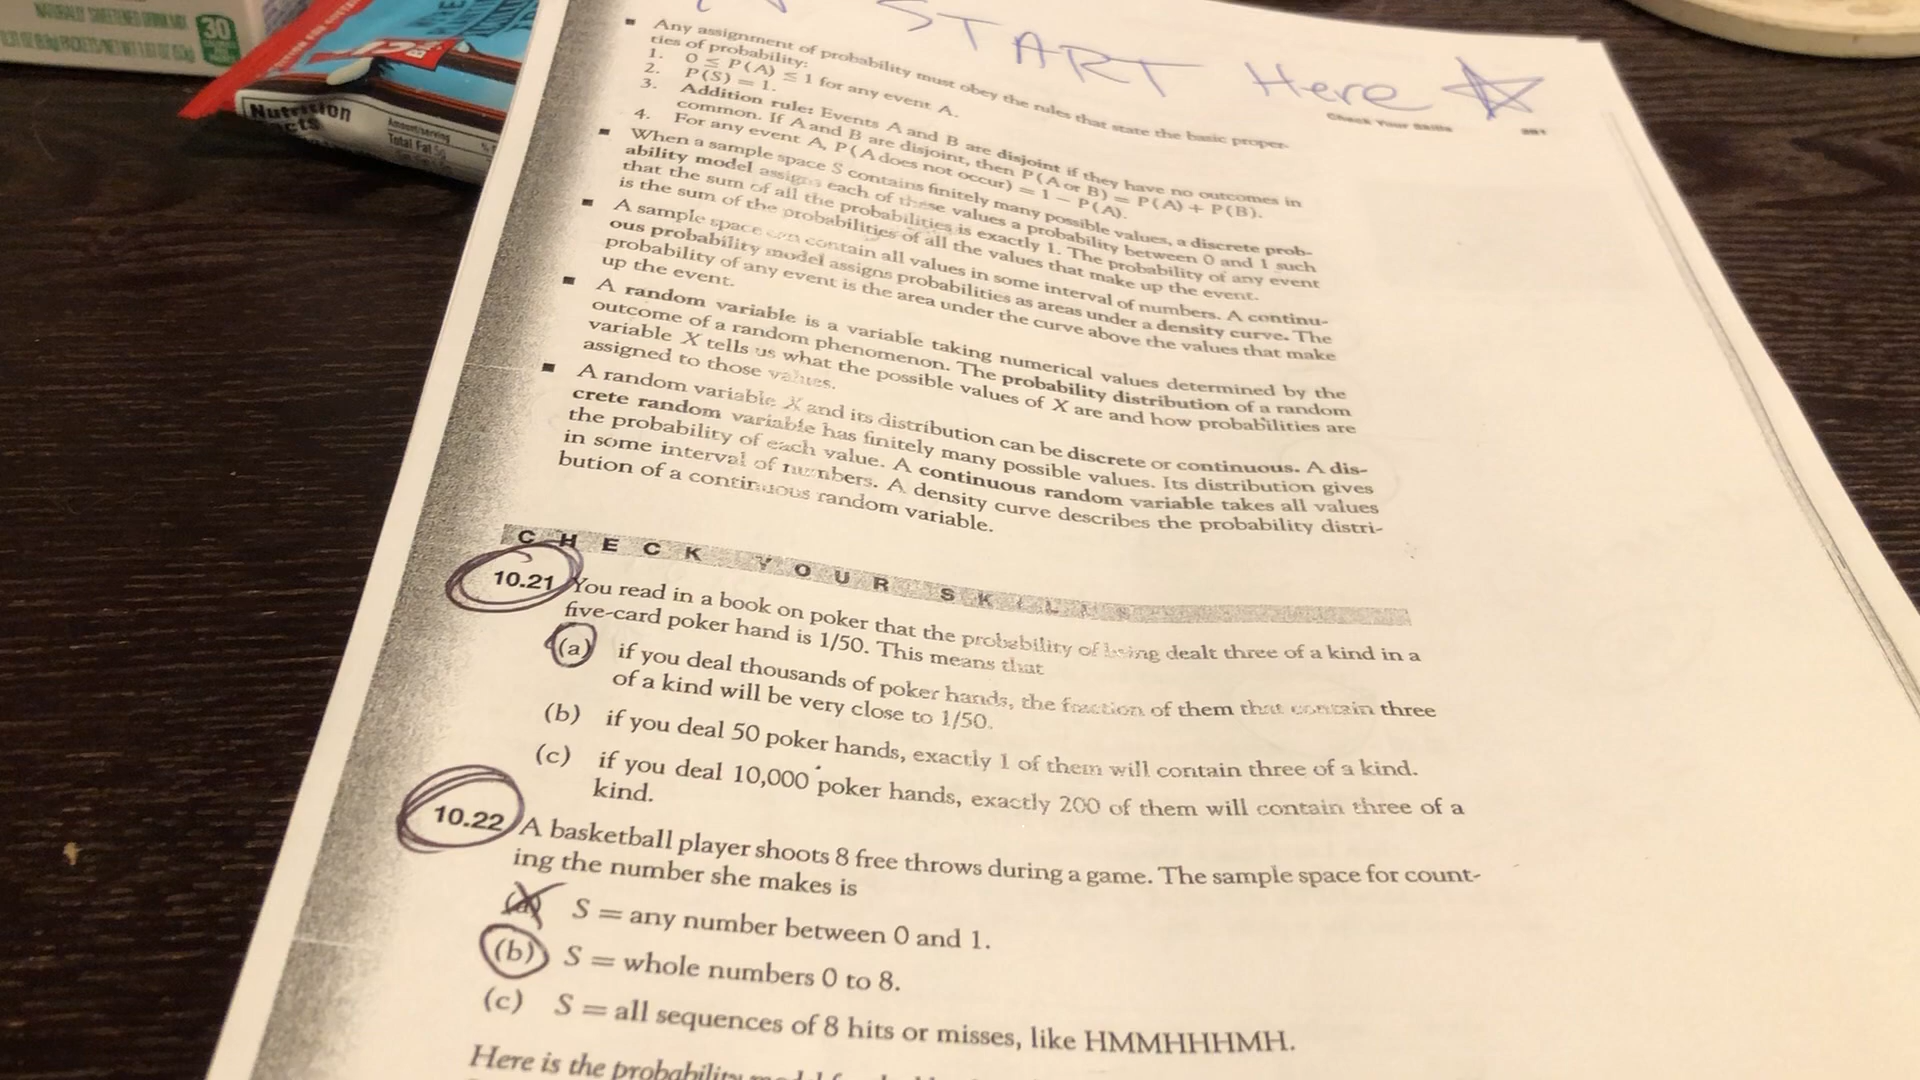 NATURALLY SWEETENED DRINK MIX
30
START Here
Nutrition
Facts
Amount/serving
Total Fat
Check Your Skills
▪ Any assignment of probability must obey the rules that state the basic proper-
ties of probability:
1. 0 ≤ P(A) ≤ 1 for any event A.
2. P(S) = 1.
3. Addition rule: Events A and B are disjoint if they have no outcomes in
common. If A and B are disjoint, then P(A or B) = P(A) + P(B).
4. For any event A, P(A does not occur) = 1 − P(A).
▪ When a sample space S contains finitely many possible values, a discrete prob-
ability model assigns each of these values a probability between 0 and 1 such
that the sum of all the probabilities is exactly 1. The probability of any event
is the sum of the probabilities of all the values that make up the event.
▪ A sample space can contain all values in some interval of numbers. A continu-
ous probability model assigns probabilities as areas under a density curve. The
probability of any event is the area under the curve above the values that make
up the event.
▪ A random variable is a variable taking numerical values determined by the
outcome of a random phenomenon. The probability distribution of a random
variable X tells us what the possible values of X are and how probabilities are
assigned to those values.
▪ A random variable X and its distribution can be discrete or continuous. A dis-
crete random variable has finitely many possible values. Its distribution gives
the probability of each value. A continuous random variable takes all values
in some interval of numbers. A density curve describes the probability distri-
bution of a continuous random variable.
CHECK YOUR SKILLS
10.21 You read in a book on poker that the probability of being dealt three of a kind in a
five-card poker hand is 1/50. This means that
(a) if you deal thousands of poker hands, the fraction of them that contain three
of a kind will be very close to 1/50.
(b) if you deal 50 poker hands, exactly 1 of them will contain three of a kind.
(c) if you deal 10,000 poker hands, exactly 200 of them will contain three of a
kind.
10.22 A basketball player shoots 8 free throws during a game. The sample space for count-
ing the number she makes is
(a) S = any number between 0 and 1.
(b) S = whole numbers 0 to 8.
(c) S = all sequences of 8 hits or misses, like HMMHHHMH.
Here is the probability model